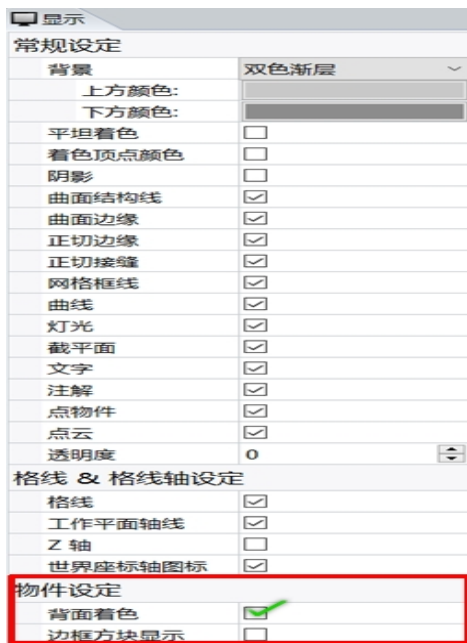 显示
常规设定
背景 双色渐层
上方颜色:
下方颜色:
平坦着色
着色顶点颜色
阴影
曲面结构线
曲面边缘
正切边缘
正切接缝
网格框线
曲线
灯光
截平面
文字
注解
点物件
点云
透明度 0
格线 & 格线轴设定
格线
工作平面轴线
Z 轴
世界座标轴图标
物件设定
背面着色
边框方块显示